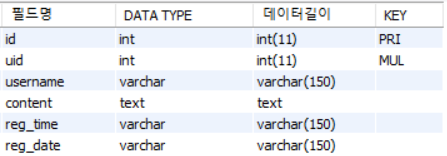 필드명 DATA TYPE 데이터길이 KEY
id int int(11) PRI
uid int int(11) MUL
username varchar varchar(150)
content text text
reg_time varchar varchar(150)
reg_date varchar varchar(150)